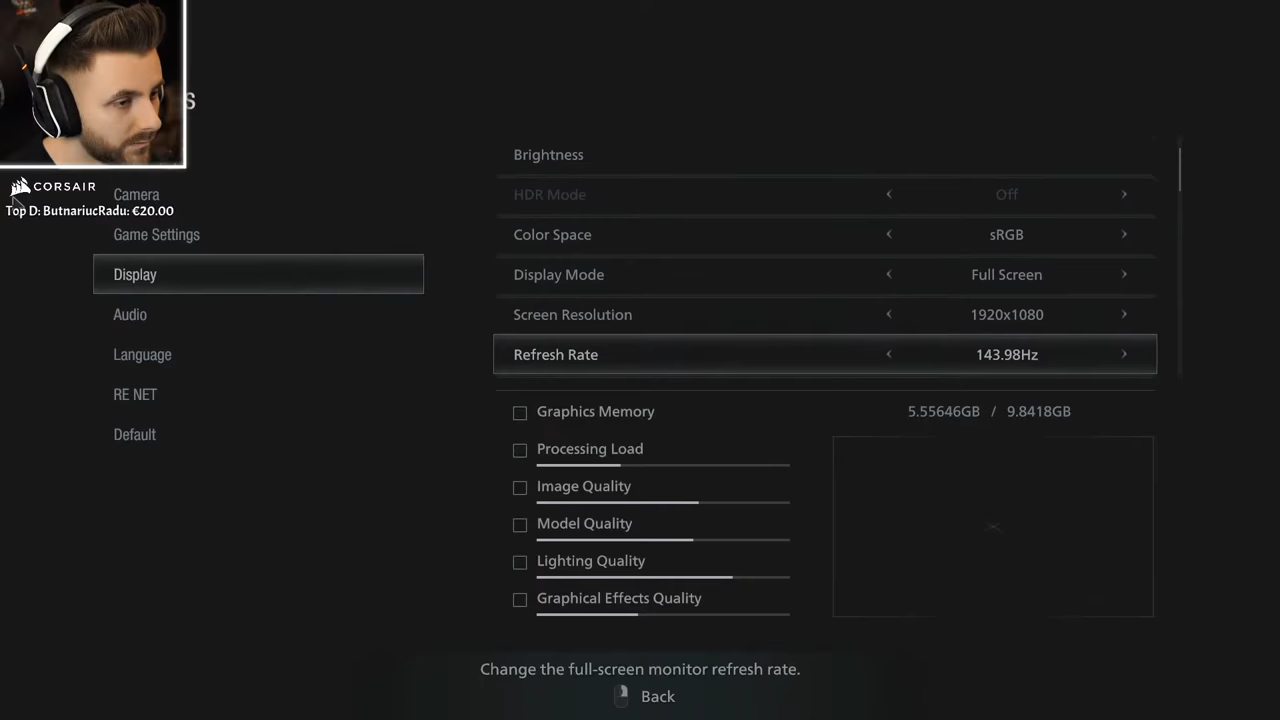 s
CORSAIR
Camera
Top D: ButnariucRadu: €20.00
Game Settings
Display
Audio
Language
RE NET
Default
Brightness
HDR Mode Off
Color Space sRGB
Display Mode Full Screen
Screen Resolution 1920x1080
Refresh Rate 143.98Hz
Graphics Memory 5.55646GB / 9.8418GB
Processing Load
Image Quality
Model Quality
Lighting Quality
Graphical Effects Quality
Change the full-screen monitor refresh rate.
Back